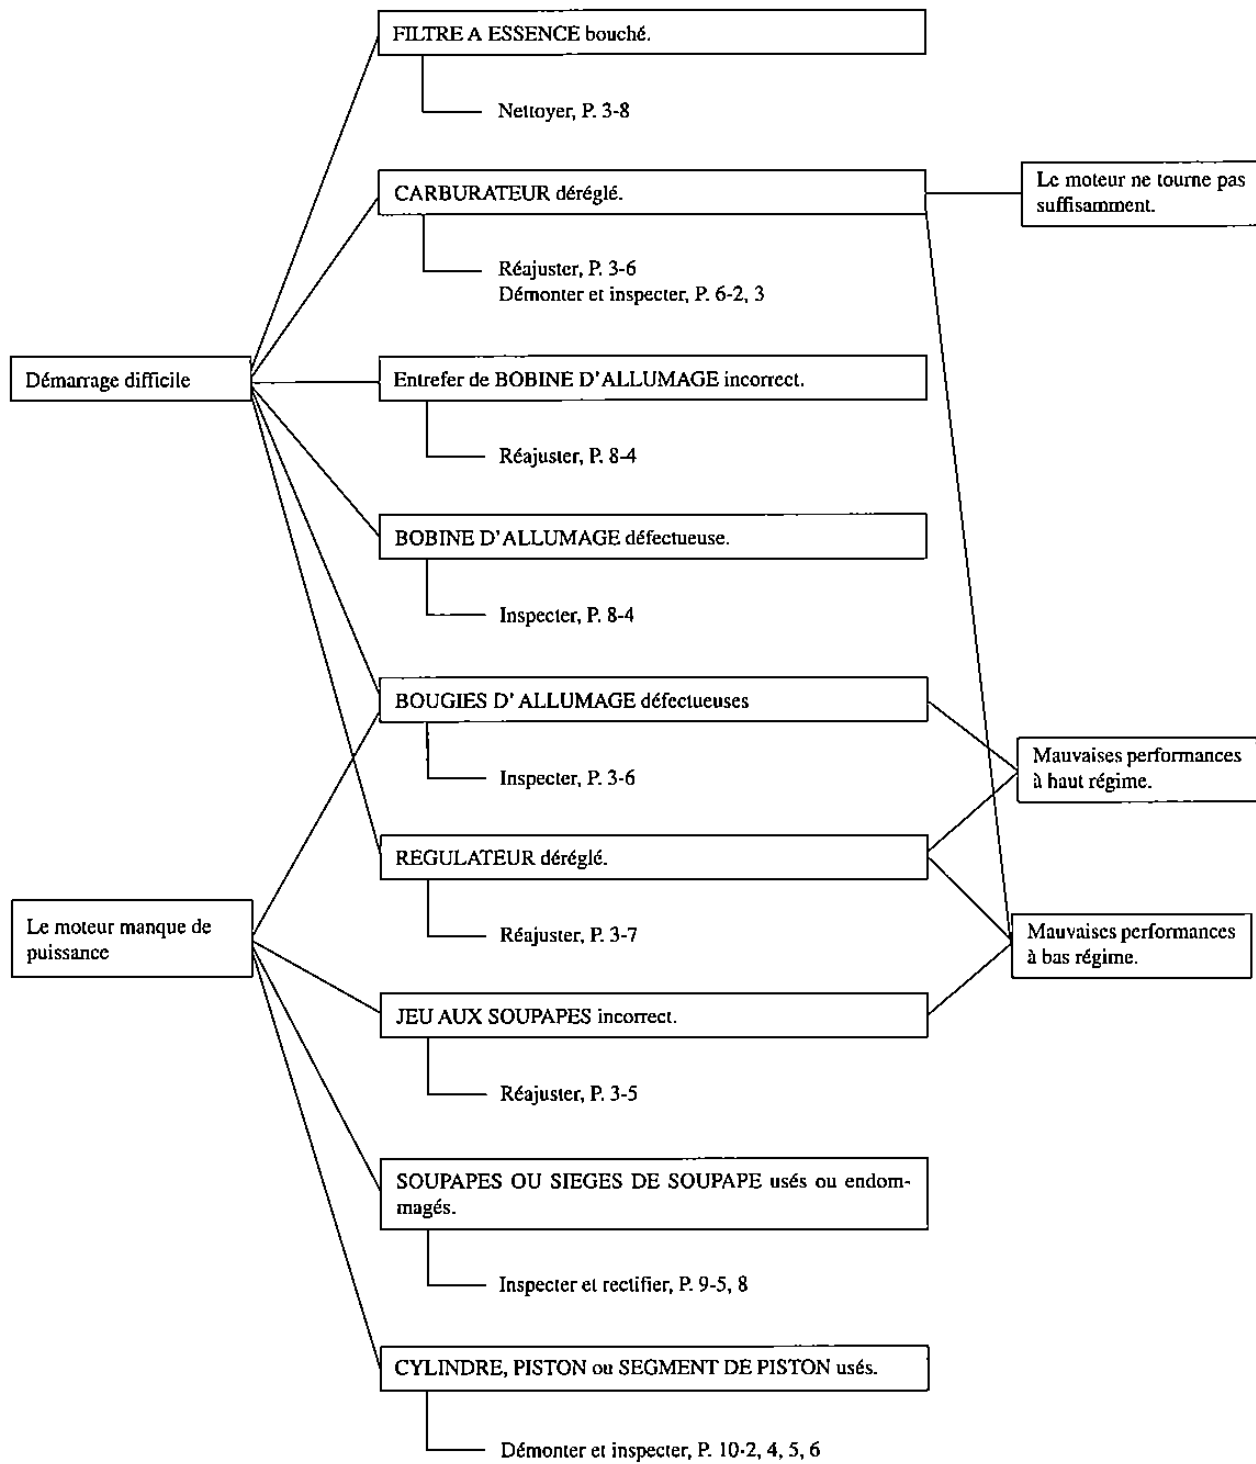 FILTRE A ESSENCE bouché.
Nettoyer, P. 3-8
CARBURATEUR déréglé.
Le moteur ne tourne pas
suffisamment.
Réajuster, P. 3-6
Démonter et inspecter, P. 6-2, 3
Démarrage difficile
Entrefer de BOBINE D'ALLUMAGE incorrect.
Réajuster, P. 8-4
BOBINE D'ALLUMAGE défectueuse.
Inspecter, P. 8-4
BOUGIES D'ALLUMAGE défectueuses
Inspecter, P. 3-6
Mauvaises performances
à haut régime.
REGULATEUR déréglé.
Réajuster, P. 3-7
Le moteur manque de
puissance
Mauvaises performances
à bas régime.
JEU AUX SOUPAPES incorrect.
Réajuster, P. 3-5
SOUPAPES OU SIEGES DE SOUPAPE usés ou endom-
magés.
Inspecter et rectifier, P. 9-5, 8
CYLINDRE, PISTON ou SEGMENT DE PISTON usés.
Démonter et inspecter, P. 10-2, 4, 5, 6